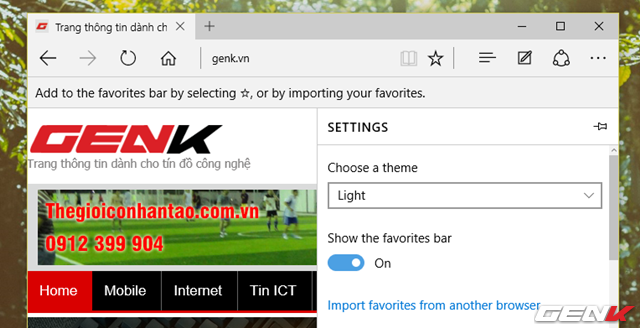 GENK
Trang thông tin dành cho
genk.vn
Add to the favorites bar by selecting ☆, or by importing your favorites.
GENK
Trang thông tin dành cho tín đồ công nghệ
Thegioiconhantao.com.vn
0912 399 904
Home Mobile Internet Tin ICT
SETTINGS
Choose a theme
Light
Show the favorites bar
On
Import favorites from another browser
GENK